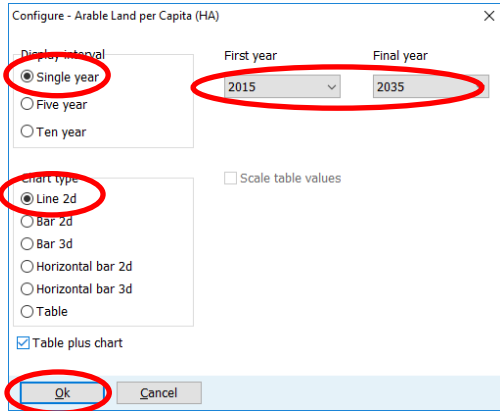 Configure - Arable Land per Capita (HA)
Display interval
First year
Final year
Single year
2015
2035
Five year
Ten year
Chart type
Scale table values
Line 2d
Bar 2d
Bar 3d
Horizontal bar 2d
Horizontal bar 3d
Table
Table plus chart
Ok
Cancel